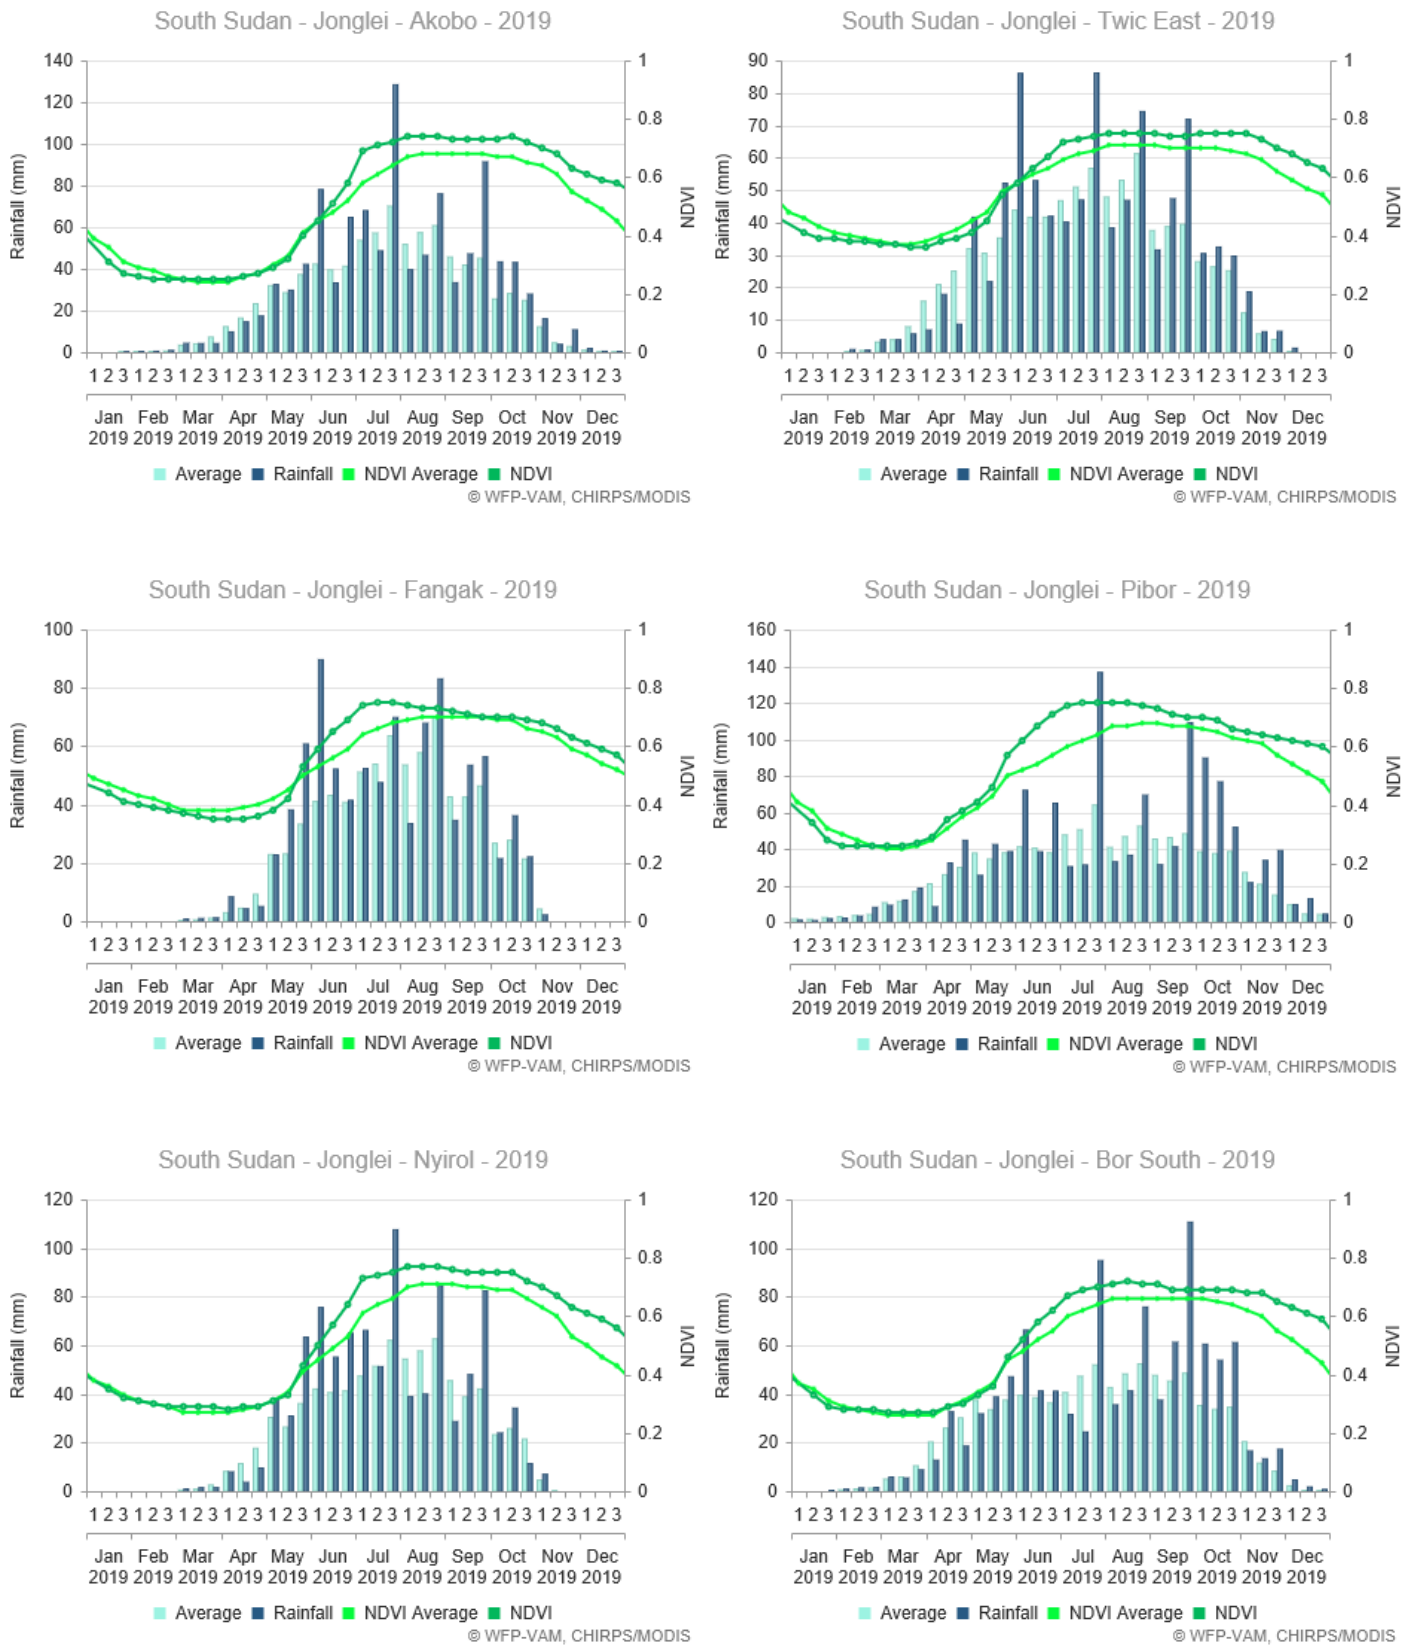 South Sudan - Jonglei - Akobo - 2019
140
120
100
80
60
40
20
0
Rainfall (mm)
1
0.8
0.6
0.4
0.2
0
NDVI
1 2 3 1 2 3 1 2 3 1 2 3 1 2 3 1 2 3 1 2 3 1 2 3 1 2 3 1 2 3 1 2 3 1 2 3
Jan Feb Mar Apr May Jun Jul Aug Sep Oct Nov Dec
2019 2019 2019 2019 2019 2019 2019 2019 2019 2019 2019 2019
Average Rainfall NDVI Average NDVI
© WFP-VAM, CHIRPS/MODIS
South Sudan - Jonglei - Twic East - 2019
90
80
70
60
50
40
30
20
10
0
Rainfall (mm)
1
0.8
0.6
0.4
0.2
0
NDVI
1 2 3 1 2 3 1 2 3 1 2 3 1 2 3 1 2 3 1 2 3 1 2 3 1 2 3 1 2 3 1 2 3 1 2 3
Jan Feb Mar Apr May Jun Jul Aug Sep Oct Nov Dec
2019 2019 2019 2019 2019 2019 2019 2019 2019 2019 2019 2019
Average Rainfall NDVI Average NDVI
© WFP-VAM, CHIRPS/MODIS
South Sudan - Jonglei - Fangak - 2019
100
80
60
40
20
0
Rainfall (mm)
1
0.8
0.6
0.4
0.2
0
NDVI
1 2 3 1 2 3 1 2 3 1 2 3 1 2 3 1 2 3 1 2 3 1 2 3 1 2 3 1 2 3 1 2 3 1 2 3
Jan Feb Mar Apr May Jun Jul Aug Sep Oct Nov Dec
2019 2019 2019 2019 2019 2019 2019 2019 2019 2019 2019 2019
Average Rainfall NDVI Average NDVI
© WFP-VAM, CHIRPS/MODIS
South Sudan - Jonglei - Pibor - 2019
160
140
120
100
80
60
40
20
0
Rainfall (mm)
1
0.8
0.6
0.4
0.2
0
NDVI
1 2 3 1 2 3 1 2 3 1 2 3 1 2 3 1 2 3 1 2 3 1 2 3 1 2 3 1 2 3 1 2 3 1 2 3
Jan Feb Mar Apr May Jun Jul Aug Sep Oct Nov Dec
2019 2019 2019 2019 2019 2019 2019 2019 2019 2019 2019 2019
Average Rainfall NDVI Average NDVI
© WFP-VAM, CHIRPS/MODIS
South Sudan - Jonglei - Nyirol - 2019
120
100
80
60
40
20
0
Rainfall (mm)
1
0.8
0.6
0.4
0.2
0
NDVI
1 2 3 1 2 3 1 2 3 1 2 3 1 2 3 1 2 3 1 2 3 1 2 3 1 2 3 1 2 3 1 2 3 1 2 3
Jan Feb Mar Apr May Jun Jul Aug Sep Oct Nov Dec
2019 2019 2019 2019 2019 2019 2019 2019 2019 2019 2019 2019
Average Rainfall NDVI Average NDVI
© WFP-VAM, CHIRPS/MODIS
South Sudan - Jonglei - Bor South - 2019
120
100
80
60
40
20
0
Rainfall (mm)
1
0.8
0.6
0.4
0.2
0
NDVI
1 2 3 1 2 3 1 2 3 1 2 3 1 2 3 1 2 3 1 2 3 1 2 3 1 2 3 1 2 3 1 2 3 1 2 3
Jan Feb Mar Apr May Jun Jul Aug Sep Oct Nov Dec
2019 2019 2019 2019 2019 2019 2019 2019 2019 2019 2019 2019
Average Rainfall NDVI Average NDVI
© WFP-VAM, CHIRPS/MODIS